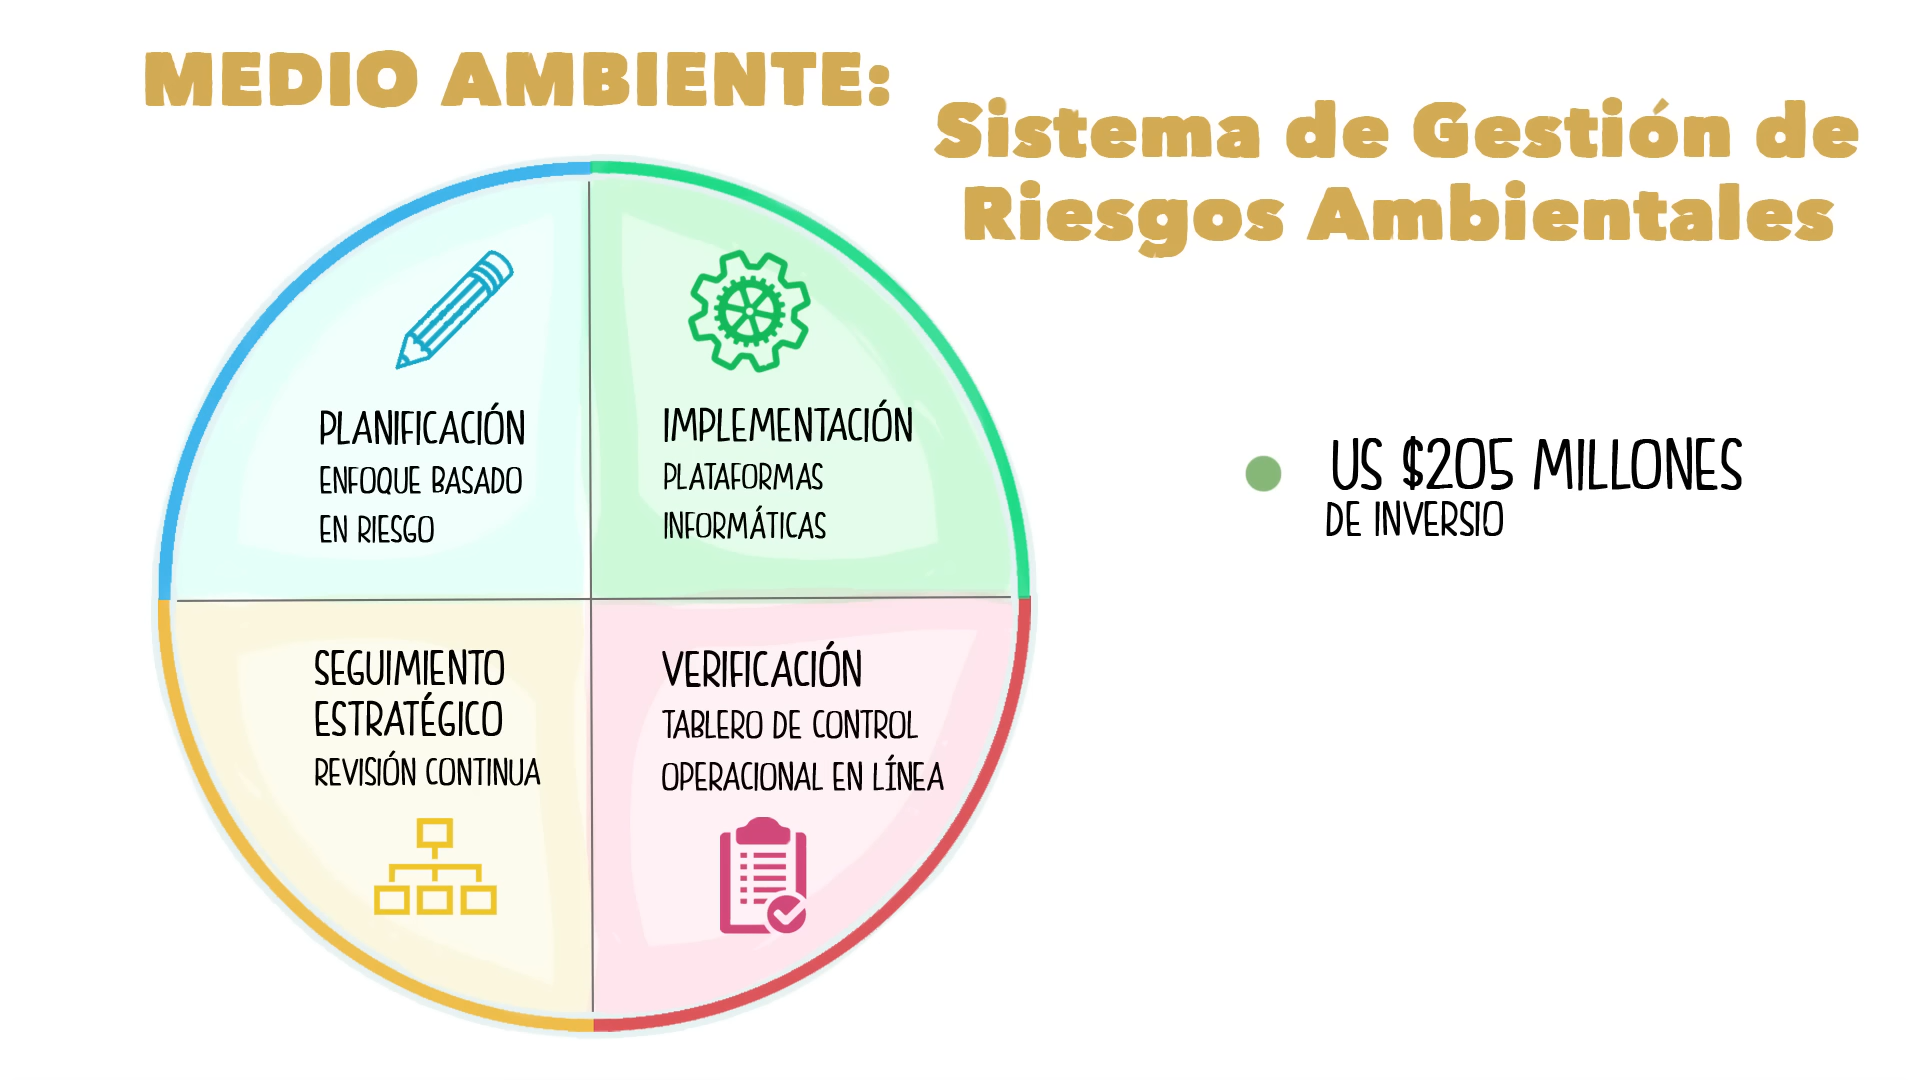 MEDIO AMBIENTE:
Sistema de Gestión de
Riesgos Ambientales
PLANIFICACIÓN
ENFOQUE BASADO
EN RIESGO
IMPLEMENTACIÓN
PLATAFORMAS
INFORMÁTICAS
SEGUIMIENTO
ESTRATÉGICO
REVISIÓN CONTINUA
VERIFICACIÓN
TABLERO DE CONTROL
OPERACIONAL EN LÍNEA
US $205 MILLONES
DE INVERSIO